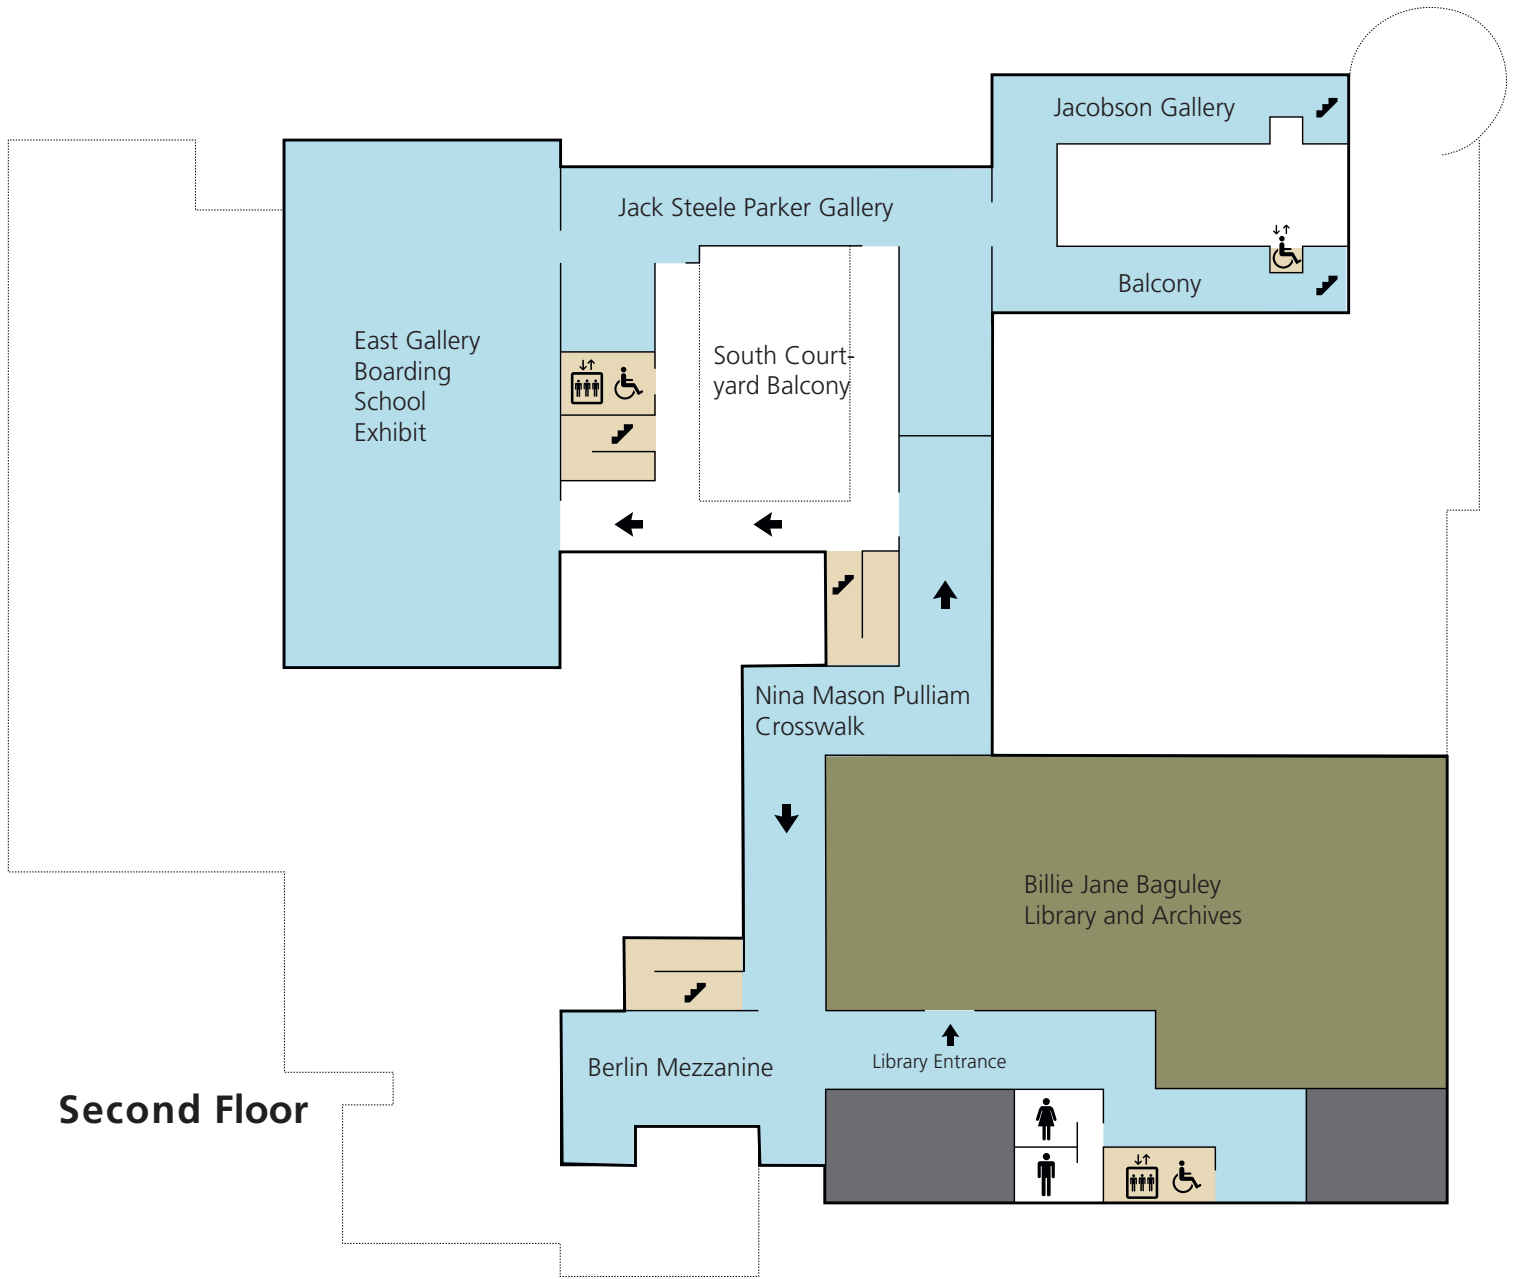 Jacobson Gallery
Jack Steele Parker Gallery
Balcony
East Gallery
Boarding
School
Exhibit
South Court-
yard Balcony
Nina Mason Pulliam
Crosswalk
Billie Jane Baguley
Library and Archives
Berlin Mezzanine
Library Entrance
Second Floor